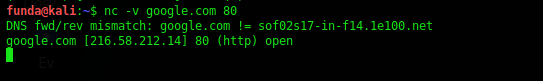 funda@kali:~$ nc -v google.com 80
DNS fwd/rev mismatch: google.com != sof02s17-in-f14.1e100.net
google.com [216.58.212.14] 80 (http) open